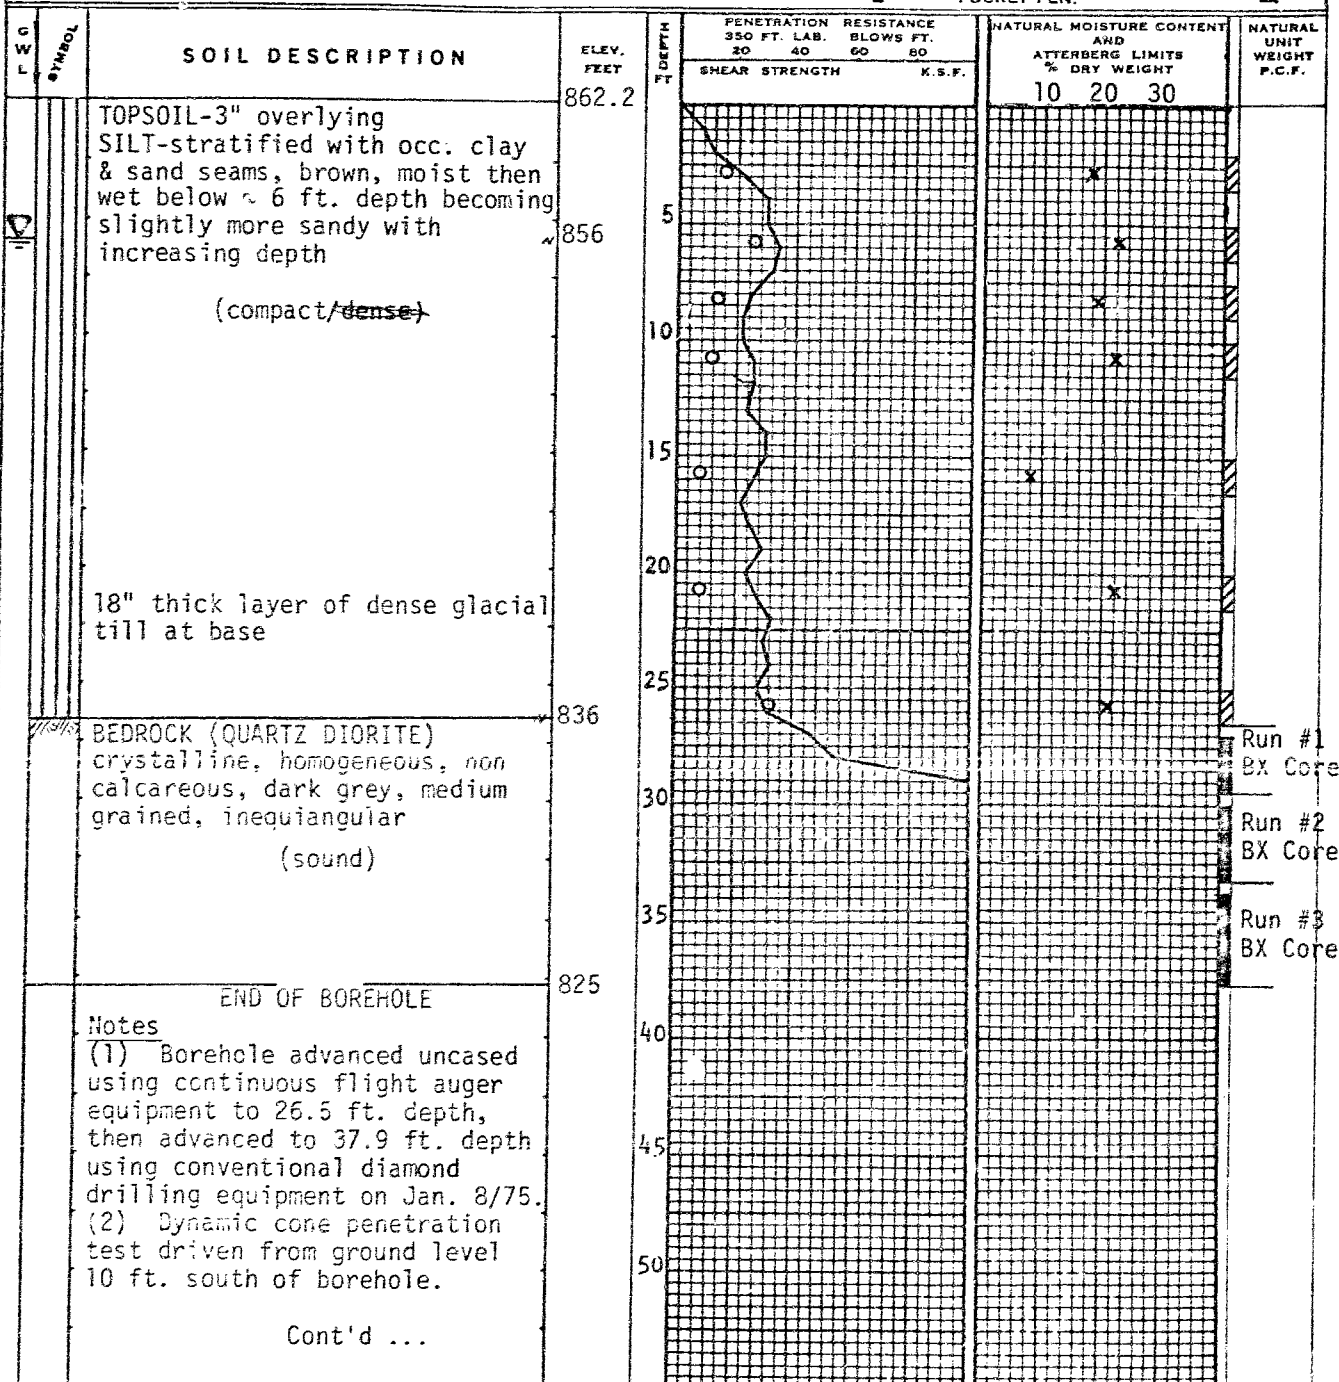 POCKET PEN.
GWL
SYMBOL
SOIL DESCRIPTION
ELEV. FEET
DEPTH FT
PENETRATION RESISTANCE
350 FT. LAB. BLOWS FT.
20 40 60 80
SHEAR STRENGTH K.S.F.
NATURAL MOISTURE CONTENT
AND
ATTERBERG LIMITS
% DRY WEIGHT
10 20 30
NATURAL
UNIT
WEIGHT
P.C.F.
862.2
TOPSOIL-3" overlying
SILT-stratified with occ. clay
& sand seams, brown, moist then
wet below ~ 6 ft. depth becoming
slightly more sandy with
increasing depth
~856
(compact/dense)
18" thick layer of dense glacial
till at base
836
BEDROCK (QUARTZ DIORITE)
crystalline, homogeneous, non
calcareous, dark grey, medium
grained, inequiangular
(sound)
825
END OF BOREHOLE
Notes
(1) Borehole advanced uncased
using continuous flight auger
equipment to 26.5 ft. depth,
then advanced to 37.9 ft. depth
using conventional diamond
drilling equipment on Jan. 8/75.
(2) Dynamic cone penetration
test driven from ground level
10 ft. south of borehole.
Cont'd ...
5
10
15
20
25
30
35
40
45
50
Run #1
BX Core
Run #2
BX Core
Run #3
BX Core